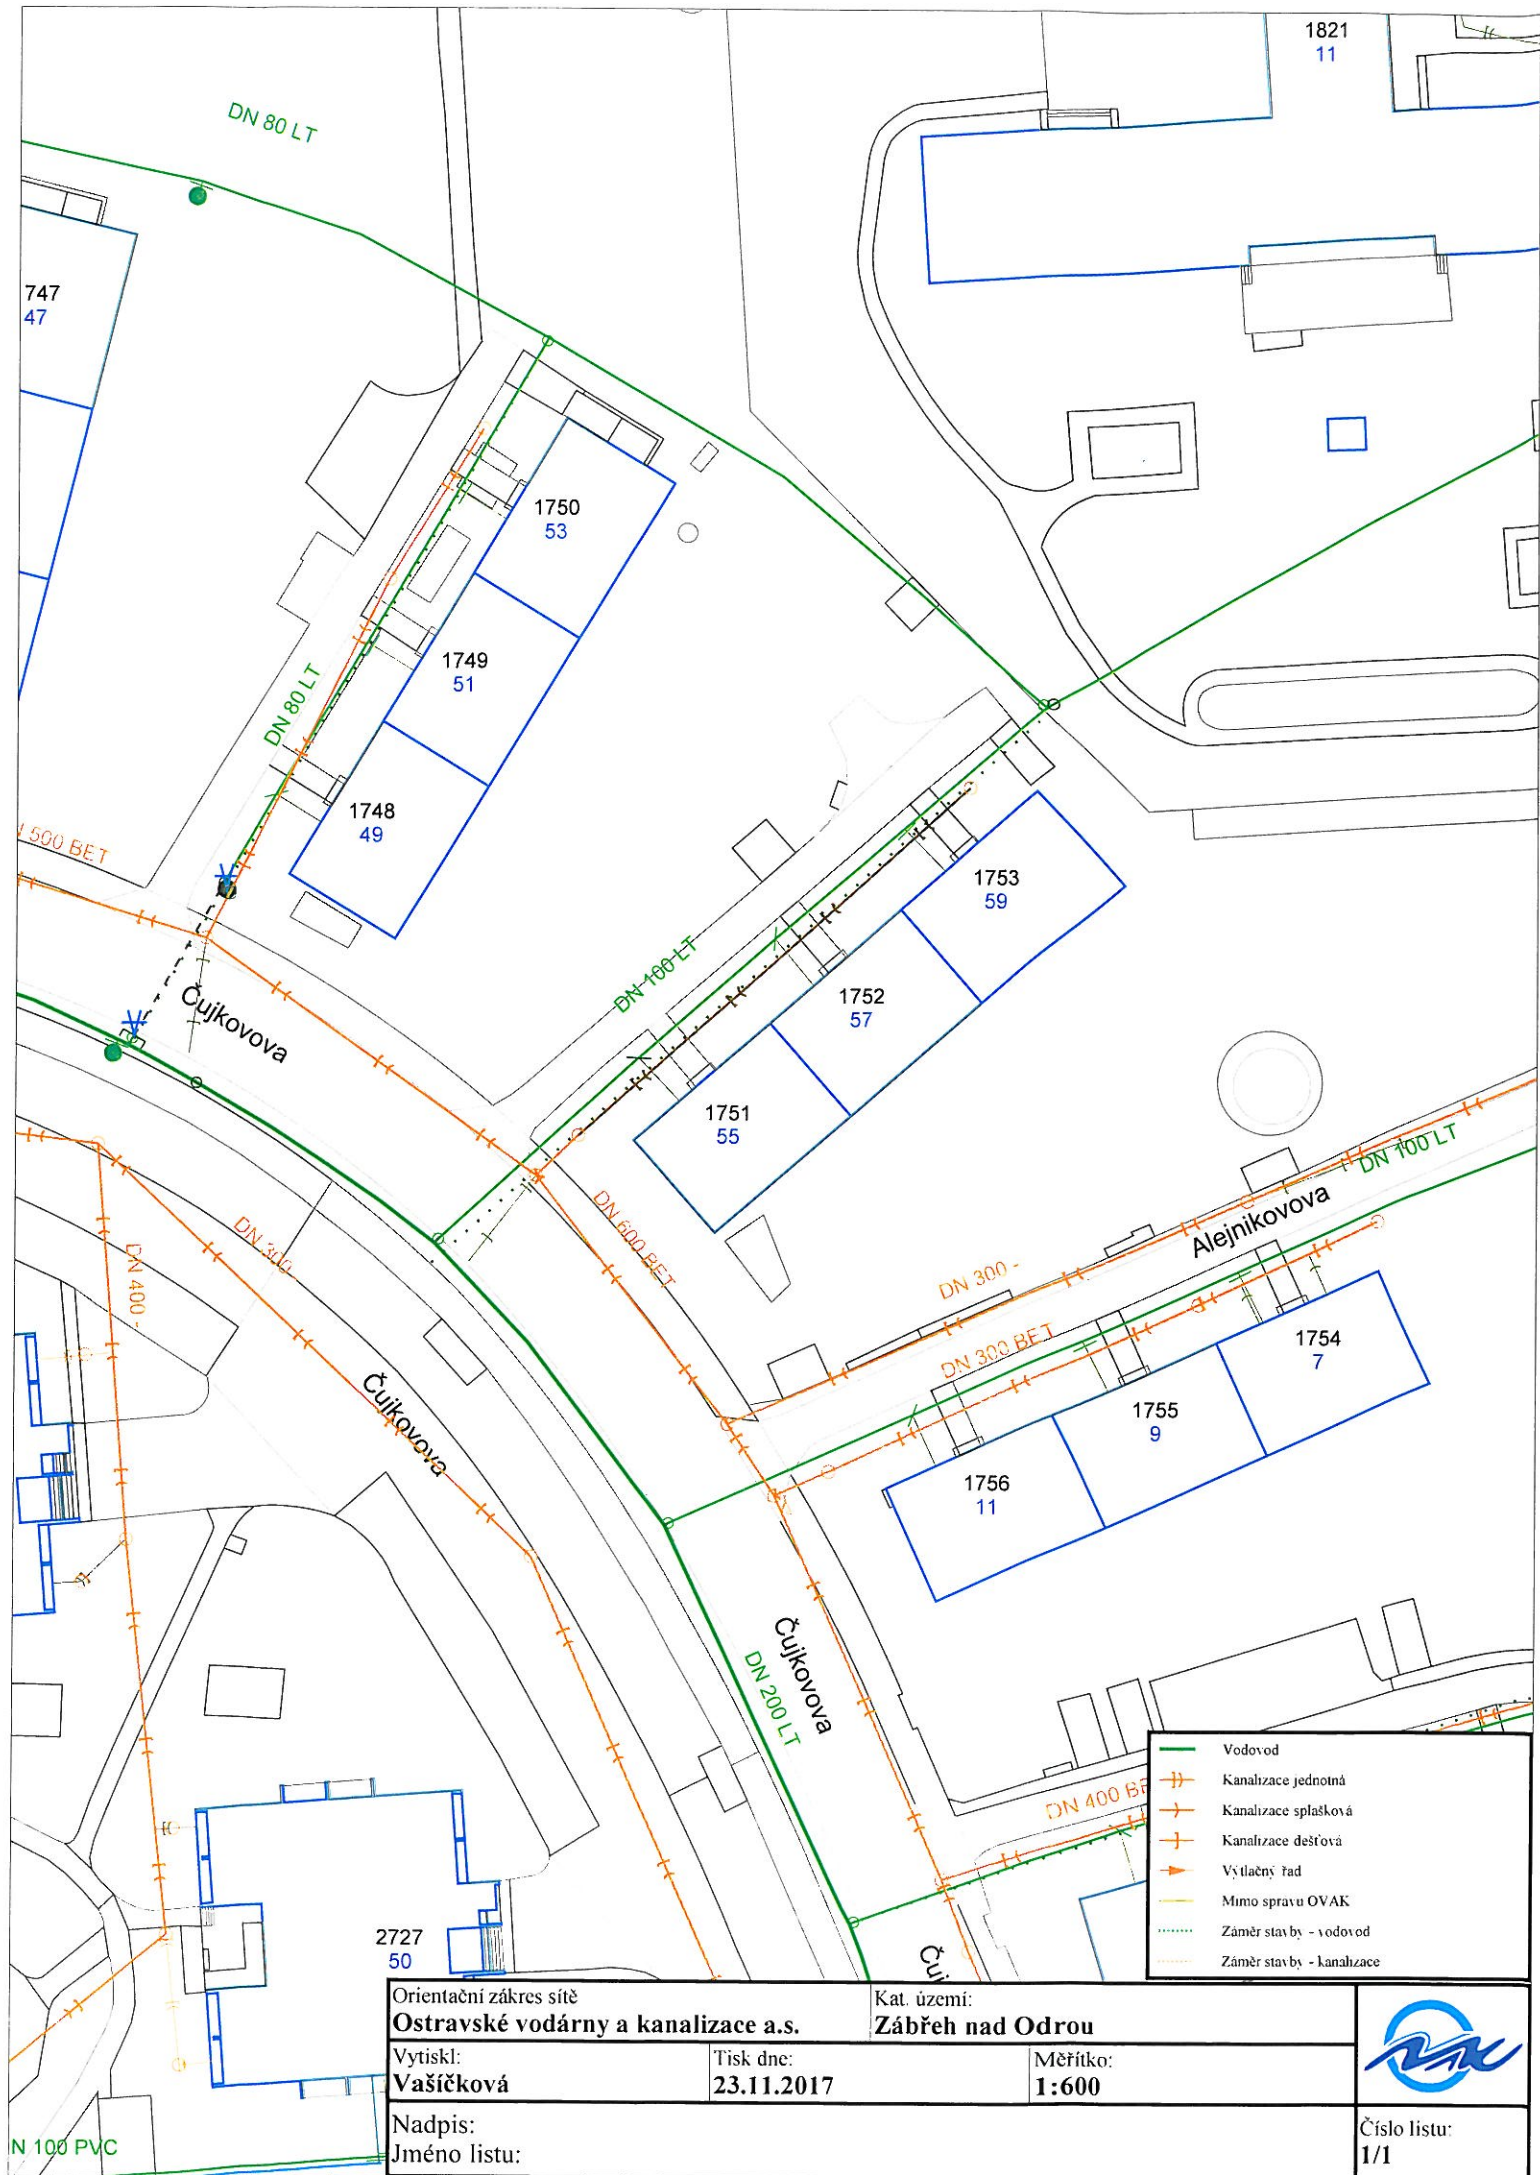 1821
11
DN 80 LT
747
47
1750
53
1749
51
DN 80 LT
1748
49
500 BET
1753
59
DN 100 LT
1752
57
Čujkovova
1751
55
DN 100 LT
Alejnikovova
DN 600 BET
DN 300-
DN 400-
DN 300 -
DN 300 BET
1754
7
Čujkovova
1755
9
1756
11
Čujkovova
DN 200 LT
DN 400 BE
2727
50
Čuj
N 100 PVC
Vodovod
Kanalizace jednotná
Kanalizace splašková
Kanalizace dešťová
Výtlačný řad
Mimo správu OVAK
Záměr stavby - vodovod
Záměr stavby - kanalizace
Orientační zákres sítě
Ostravské vodárny a kanalizace a.s.
Kat. území:
Zábřeh nad Odrou
Vytiskl:
Vašíčková
Tisk dne:
23.11.2017
Měřítko:
1:600
Nadpis:
Jméno listu:
Číslo listu:
1/1